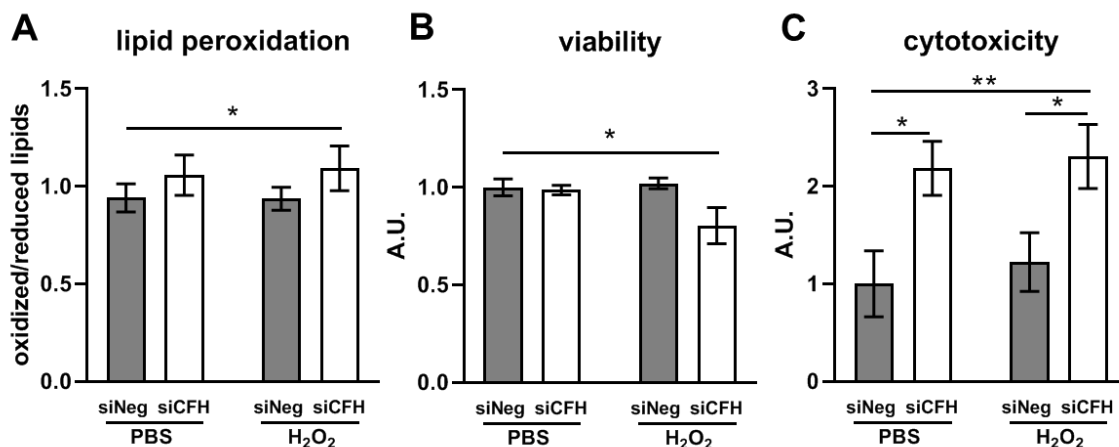 A lipid peroxidation
oxidized/reduced lipids
1.5
1.0
0.5
0.0
*
siNeg siCFH siNeg siCFH
PBS H₂O₂
B viability
A.U.
1.5
1.0
0.5
0.0
*
siNeg siCFH siNeg siCFH
PBS H₂O₂
C cytotoxicity
A.U.
3
2
1
0
**
* *
siNeg siCFH siNeg siCFH
PBS H₂O₂